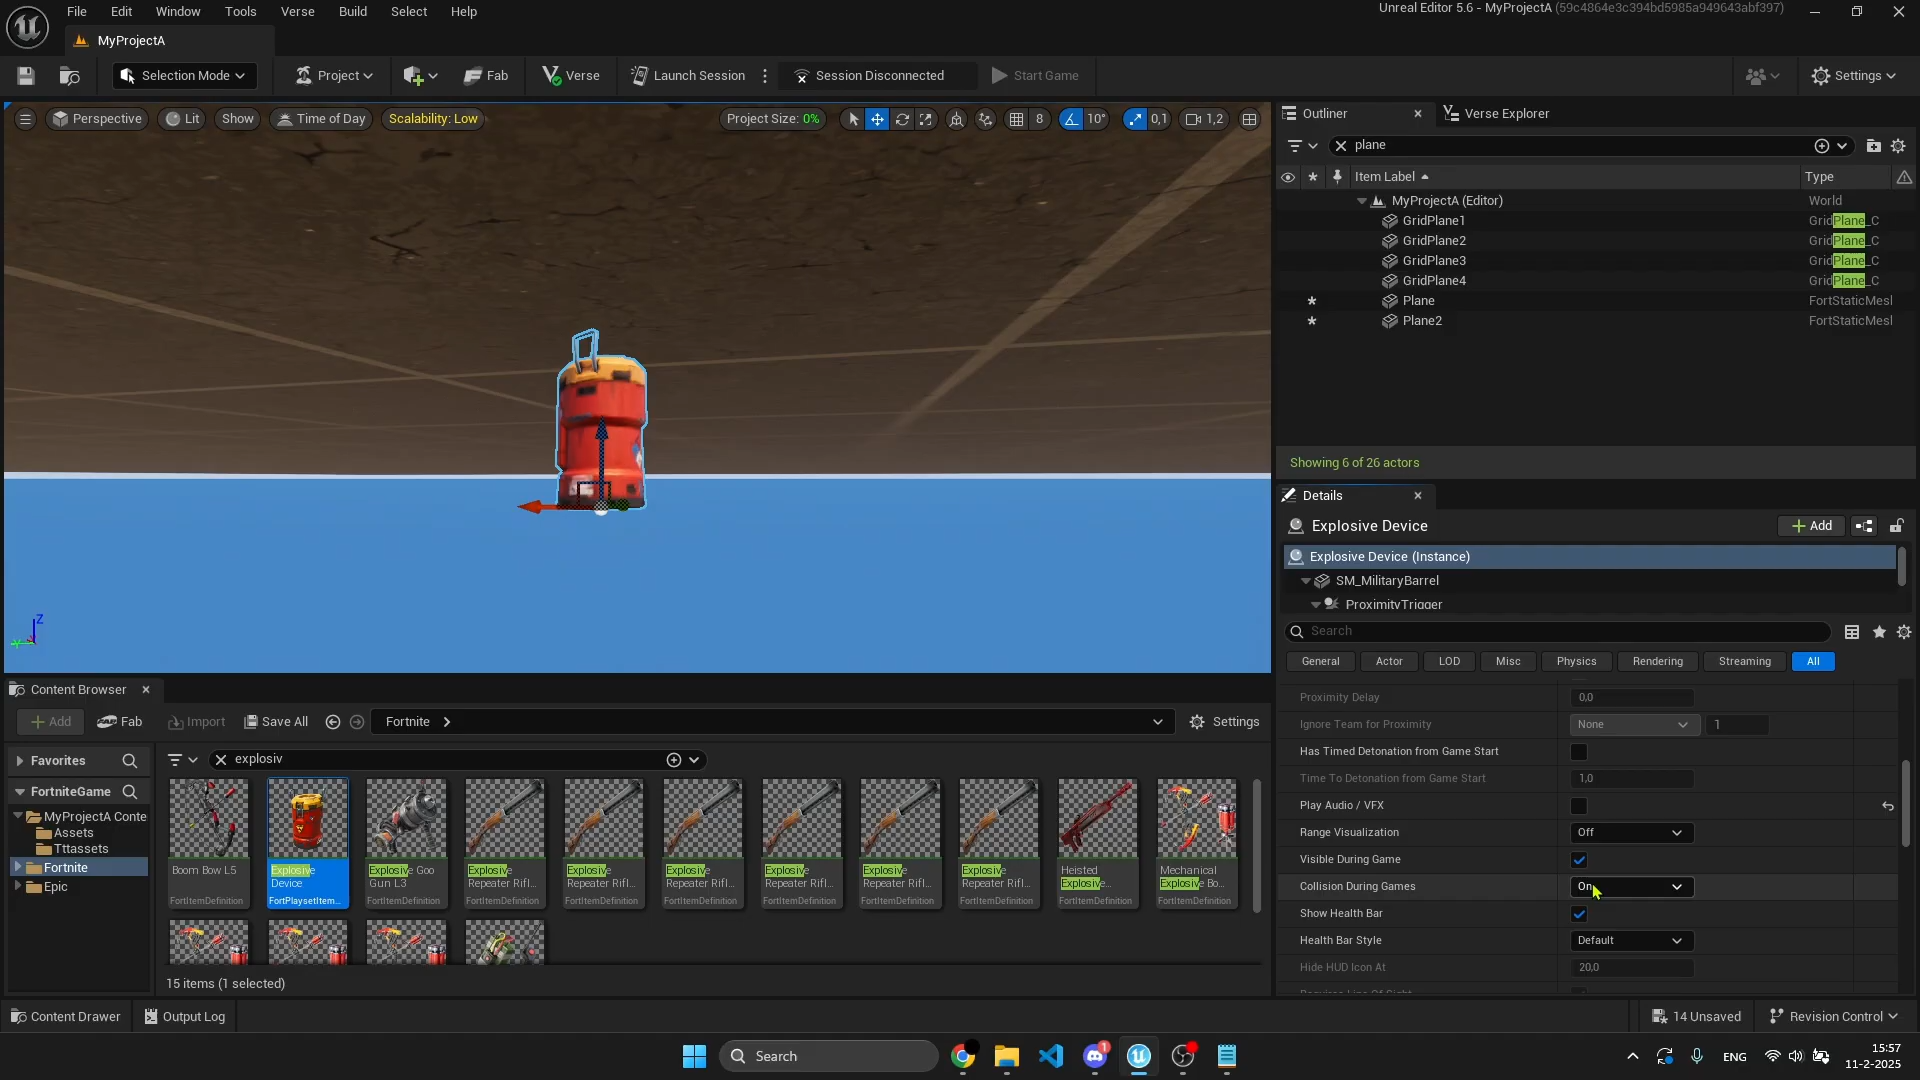 File Edit Window Tools Verse Build Select Help
Unreal Editor 5.6 - MyProjectA (59c4864e3c394bd5985a949643abf397)
MyProjectA
Selection Mode Project Fab Verse Launch Session Session Disconnected Start Game Settings
Perspective Lit Show Time of Day Scalability: Low Project Size: 0% 8 10° 0,1 1,2
Z
Outliner Verse Explorer
plane
Item Label Type
MyProjectA (Editor) World
GridPlane1 GridPlane_C
GridPlane2 GridPlane_C
GridPlane3 GridPlane_C
GridPlane4 GridPlane_C
Plane FortStaticMesl
Plane2 FortStaticMesl
Showing 6 of 26 actors
Details
Explosive Device Add
Explosive Device (Instance)
SM_MilitaryBarrel
ProximityTrigger
Search
General Actor LOD Misc Physics Rendering Streaming All
Proximity Delay 0,0
Ignore Team for Proximity None 1
Has Timed Detonation from Game Start
Time To Detonation from Game Start 1,0
Play Audio / VFX
Range Visualization Off
Visible During Game
Collision During Games On
Show Health Bar
Health Bar Style Default
Hide HUD Icon At 20,0
Content Browser
Add Fab Import Save All Fortnite Settings
Favorites
FortniteGame
MyProjectA Conte
Assets
Tttassets
Fortnite
Epic
explosiv
Boom Bow L5
FortItemDefinition
Explosive Device
FortPlaysetItem...
Explosive Goo Gun L3
FortItemDefinition
Explosive Repeater Rifl...
FortItemDefinition
Explosive Repeater Rifl...
FortItemDefinition
Explosive Repeater Rifl...
FortItemDefinition
Explosive Repeater Rifl...
FortItemDefinition
Explosive Repeater Rifl...
FortItemDefinition
Explosive Repeater Rifl...
FortItemDefinition
Heisted Explosive...
FortItemDefinition
Mechanical Explosive Bo...
FortItemDefinition
15 items (1 selected)
Content Drawer Output Log 14 Unsaved Revision Control
Search 1 ENG 15:57
11-2-2025